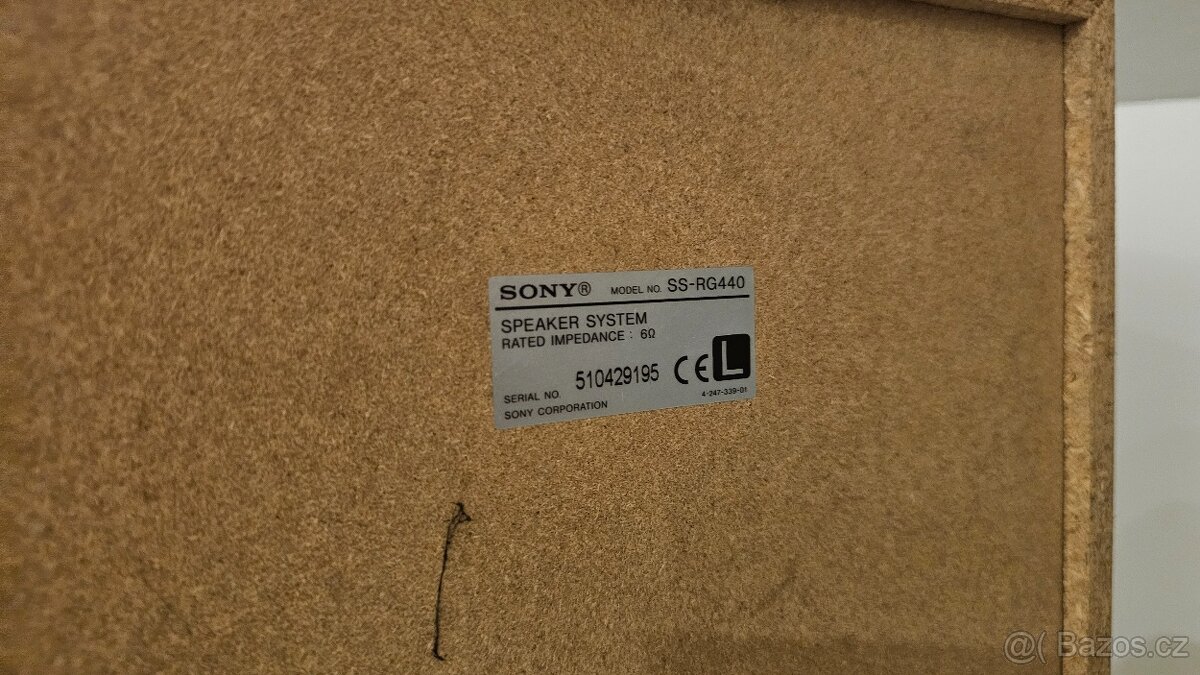 SONY® MODEL NO. SS-RG440
SPEAKER SYSTEM
RATED IMPEDANCE : 6Ω
SERIAL NO. 510429195 CE L
SONY CORPORATION 4-247-339-01
@( Bazos.cz